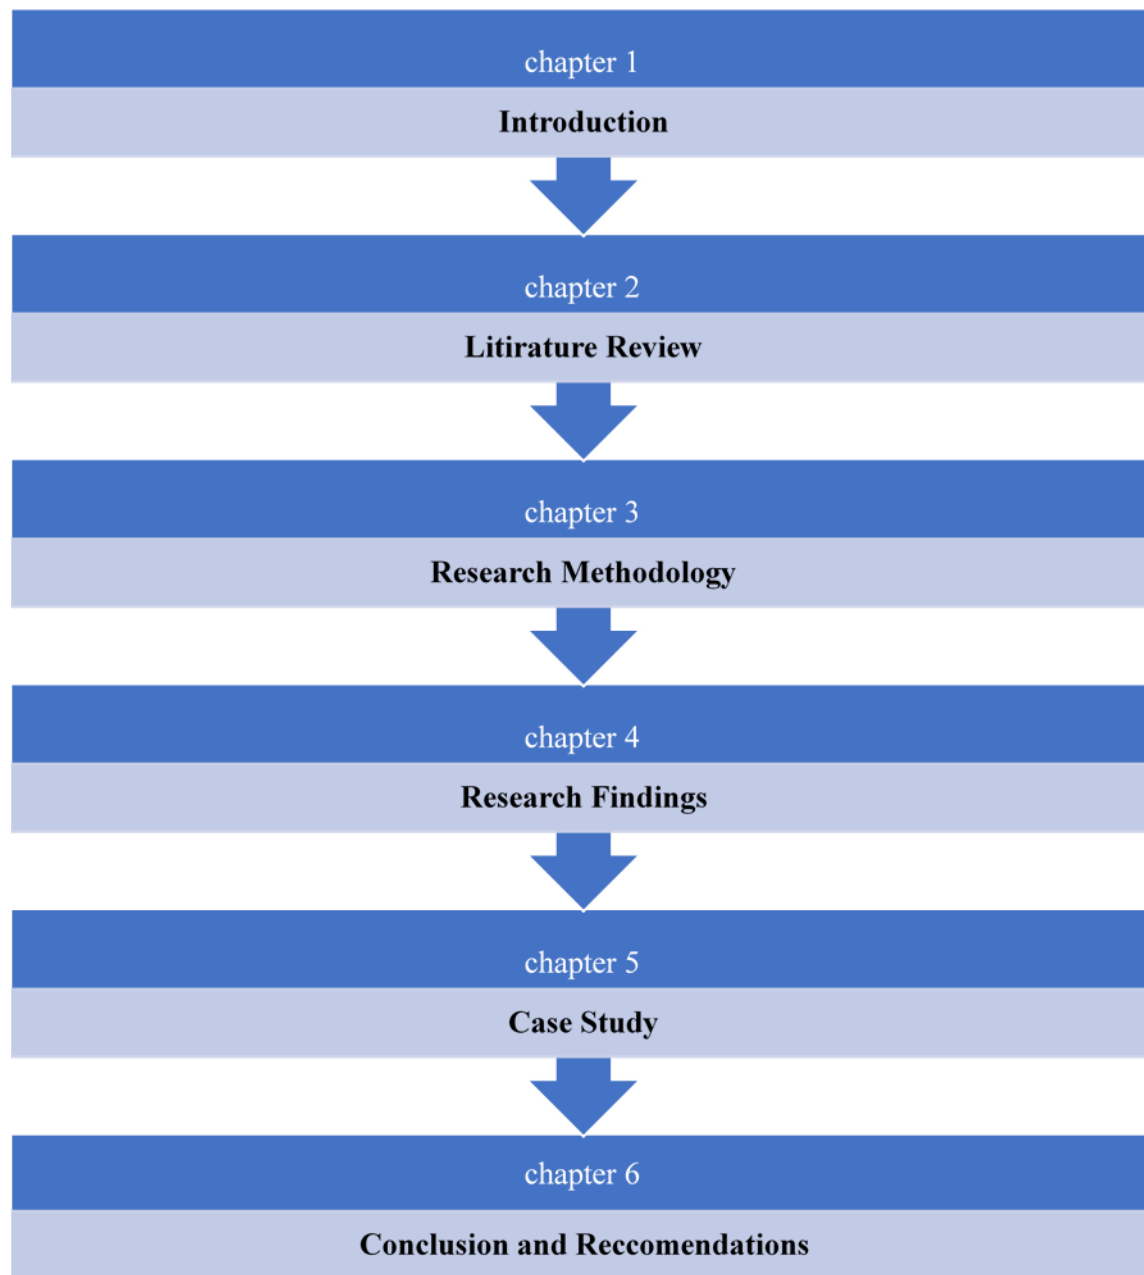 chapter 1
Introduction
chapter 2
Litirature Review
chapter 3
Research Methodology
chapter 4
Research Findings
chapter 5
Case Study
chapter 6
Conclusion and Reccomendations